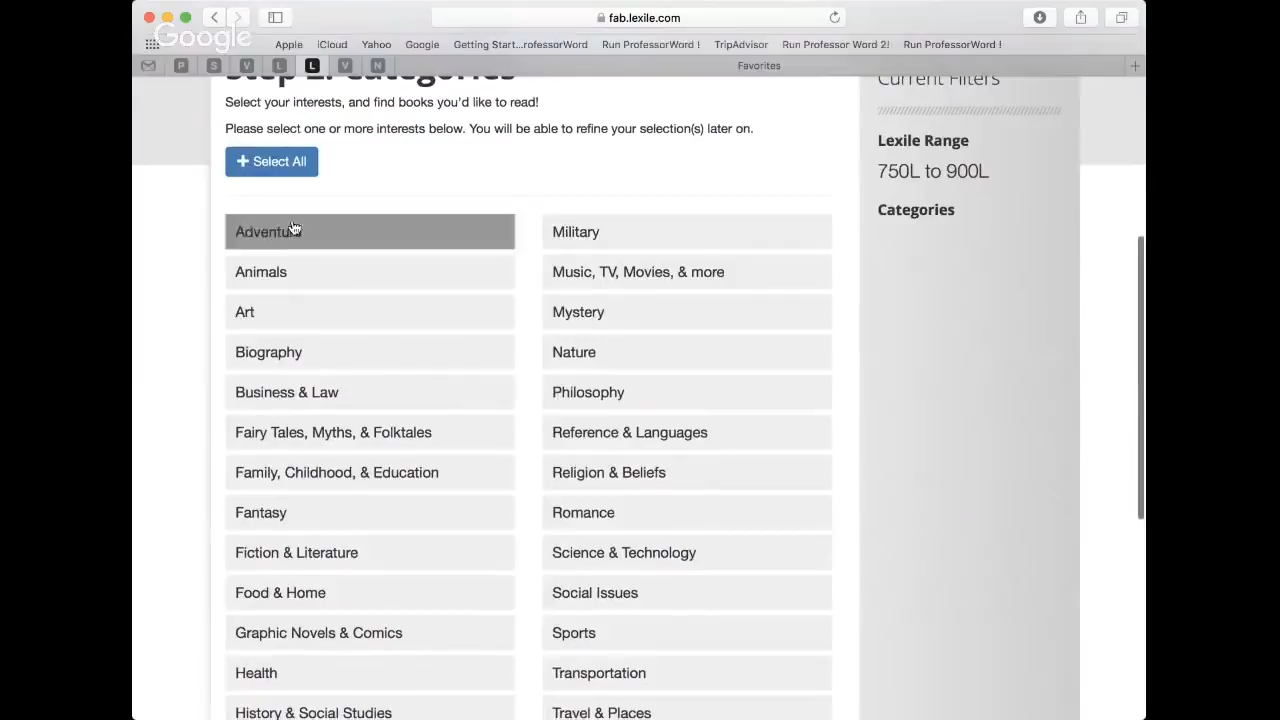 fab.lexile.com
Google
Apple iCloud Yahoo Google Getting Start...rofessorWord Run ProfessorWord ! TripAdvisor Run Professor Word 2! Run ProfessorWord !
P S V L L V N Favorites
Step 2: Categories
Select your interests, and find books you'd like to read!
Please select one or more interests below. You will be able to refine your selection(s) later on.
Select All
Adventure
Animals
Art
Biography
Business & Law
Fairy Tales, Myths, & Folktales
Family, Childhood, & Education
Fantasy
Fiction & Literature
Food & Home
Graphic Novels & Comics
Health
History & Social Studies
Military
Music, TV, Movies, & more
Mystery
Nature
Philosophy
Reference & Languages
Religion & Beliefs
Romance
Science & Technology
Social Issues
Sports
Transportation
Travel & Places
Current Filters
Lexile Range
750L to 900L
Categories